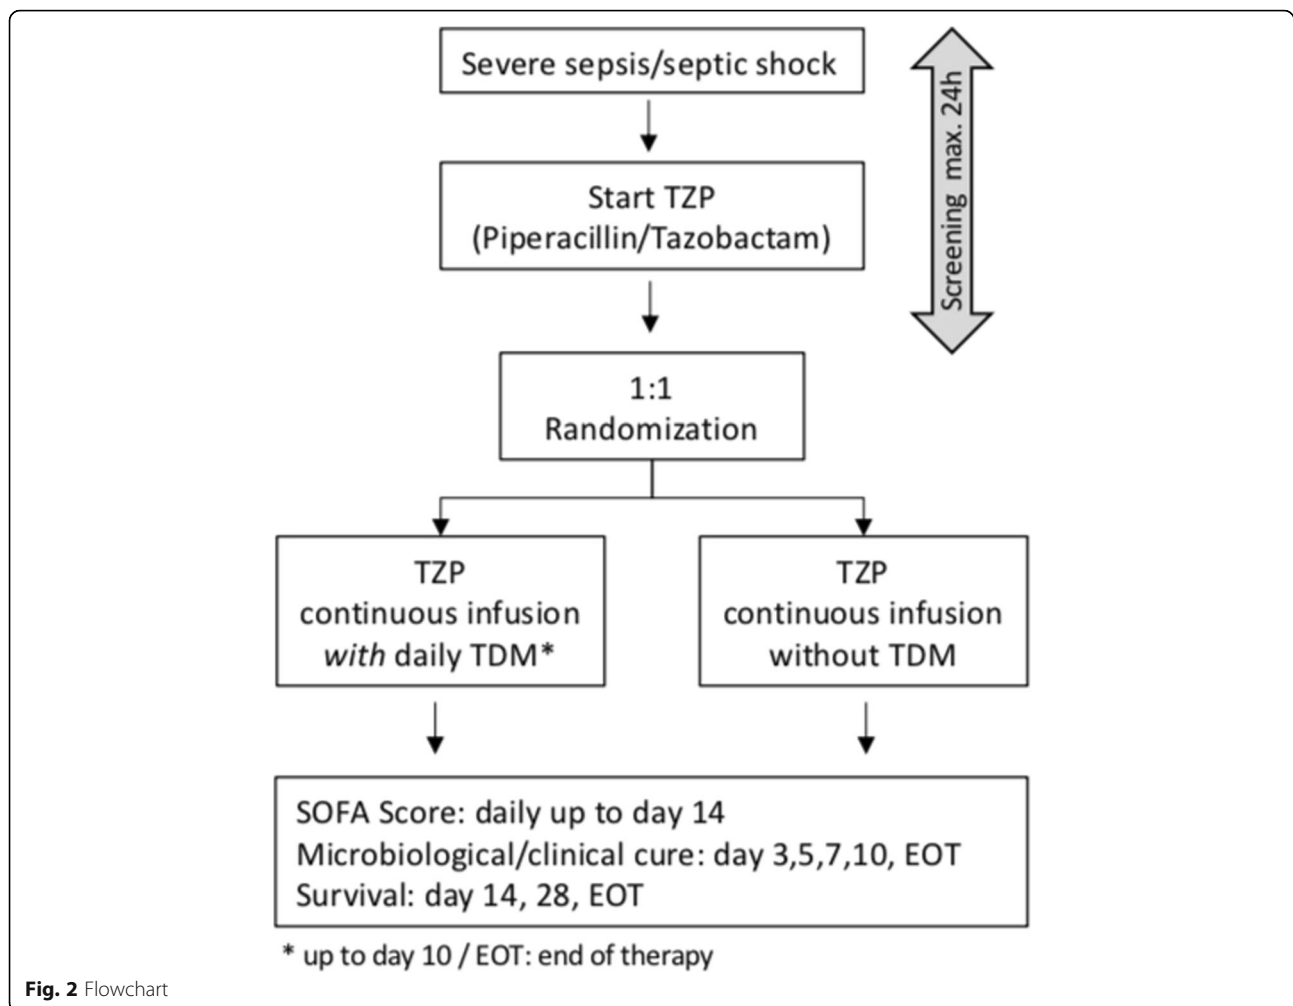 Severe sepsis/septic shock
Screening max. 24h
Start TZP
(Piperacillin/Tazobactam)
1:1
Randomization
TZP
continuous infusion
with daily TDM*
TZP
continuous infusion
without TDM
SOFA Score: daily up to day 14
Microbiological/clinical cure: day 3,5,7,10, EOT
Survival: day 14, 28, EOT
* up to day 10 / EOT: end of therapy
Fig. 2 Flowchart